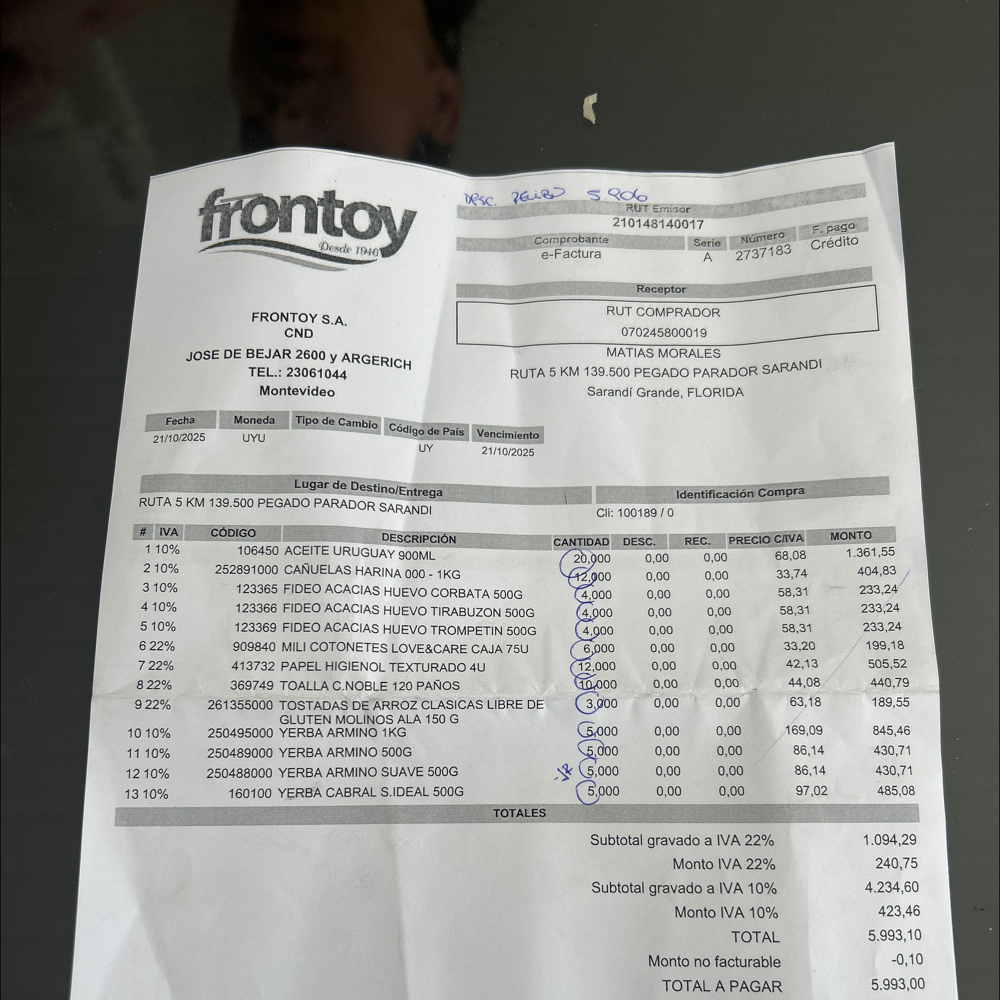 DESC. RECIBO 5.906
frontoy
Desde 1946
FRONTOY S.A.
CND
JOSE DE BEJAR 2600 y ARGERICH
TEL.: 23061044
Montevideo
RUT Emisor
210148140017
Comprobante Serie Número F. pago
e-Factura A 2737183 Crédito
Receptor
RUT COMPRADOR
070245800019
MATIAS MORALES
RUTA 5 KM 139.500 PEGADO PARADOR SARANDI
Sarandí Grande, FLORIDA
Fecha Moneda Tipo de Cambio Código de País Vencimiento
21/10/2025 UYU UY 21/10/2025
Lugar de Destino/Entrega Identificación Compra
RUTA 5 KM 139.500 PEGADO PARADOR SARANDI Cli: 100189 / 0
# IVA CÓDIGO DESCRIPCIÓN CANTIDAD DESC. REC. PRECIO C/IVA MONTO
1 10% 106450 ACEITE URUGUAY 900ML 20,000 0,00 0,00 68,08 1.361,55
2 10% 252891000 CAÑUELAS HARINA 000 - 1KG 12,000 0,00 0,00 33,74 404,83
3 10% 123365 FIDEO ACACIAS HUEVO CORBATA 500G 4,000 0,00 0,00 58,31 233,24
4 10% 123366 FIDEO ACACIAS HUEVO TIRABUZON 500G 4,000 0,00 0,00 58,31 233,24
5 10% 123369 FIDEO ACACIAS HUEVO TROMPETIN 500G 4,000 0,00 0,00 58,31 233,24
6 22% 909840 MILI COTONETES LOVE&CARE CAJA 75U 6,000 0,00 0,00 33,20 199,18
7 22% 413732 PAPEL HIGIENOL TEXTURADO 4U 12,000 0,00 0,00 42,13 505,52
8 22% 369749 TOALLA C.NOBLE 120 PAÑOS 10,000 0,00 0,00 44,08 440,79
9 22% 261355000 TOSTADAS DE ARROZ CLASICAS LIBRE DE 3,000 0,00 0,00 63,18 189,55
GLUTEN MOLINOS ALA 150 G
10 10% 250495000 YERBA ARMINO 1KG 5,000 0,00 0,00 169,09 845,46
11 10% 250489000 YERBA ARMINO 500G 5,000 0,00 0,00 86,14 430,71
12 10% 250488000 YERBA ARMINO SUAVE 500G 5,000 0,00 0,00 86,14 430,71
13 10% 160100 YERBA CABRAL S.IDEAL 500G 5,000 0,00 0,00 97,02 485,08
TOTALES
Subtotal gravado a IVA 22% 1.094,29
Monto IVA 22% 240,75
Subtotal gravado a IVA 10% 4.234,60
Monto IVA 10% 423,46
TOTAL 5.993,10
Monto no facturable -0,10
TOTAL A PAGAR 5.993,00